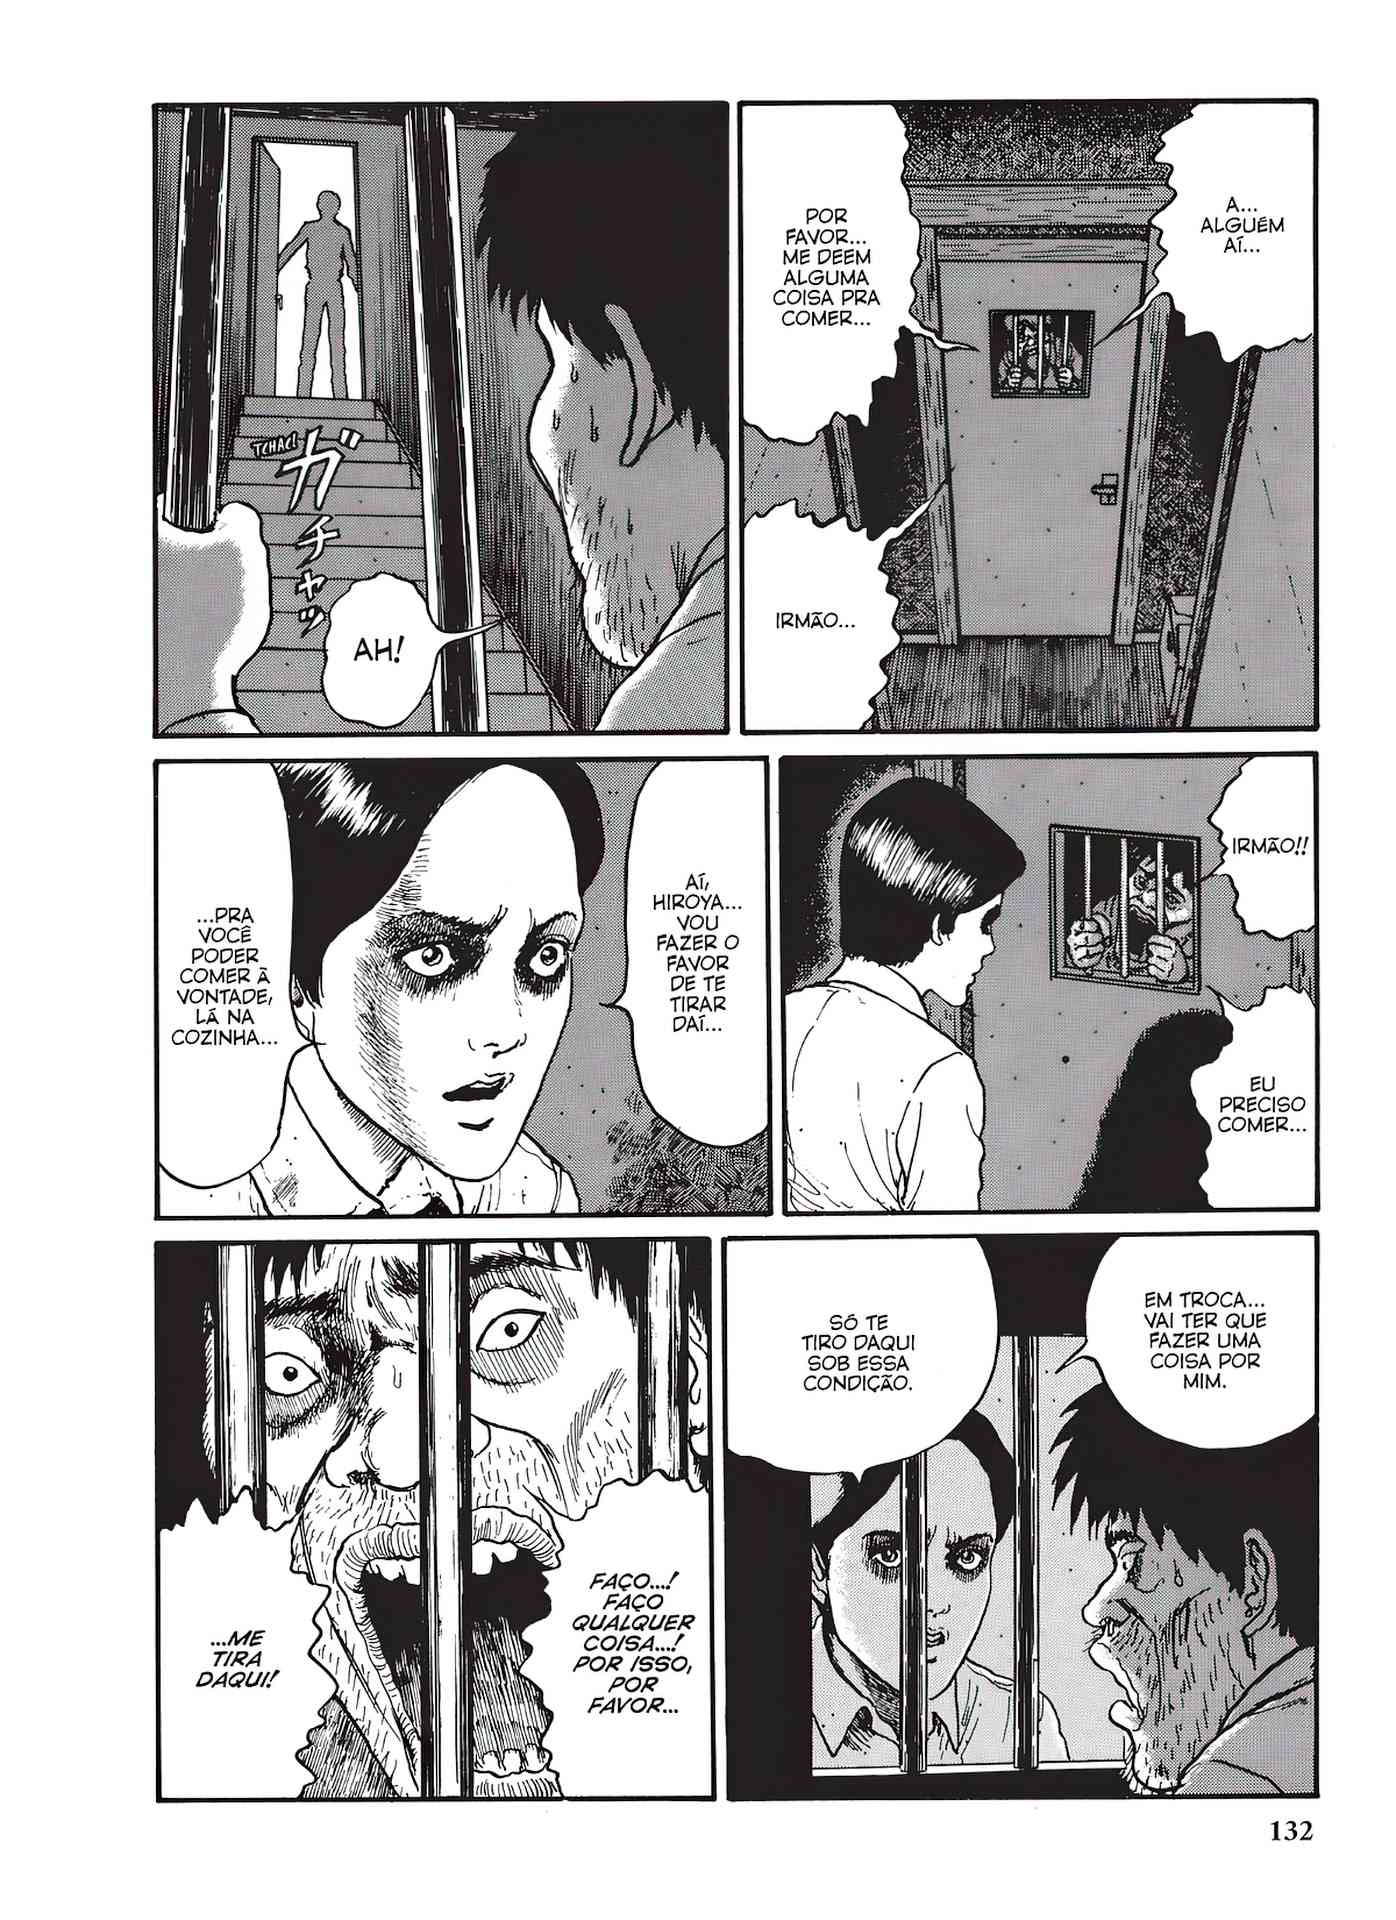 A...
ALGUÉM
AÍ...
POR
FAVOR...
ME DEEM
ALGUMA
COISA PRA
COMER...
IRMÃO...
TCHAC!
ガチャッ
AH!
IRMÃO!!
EU
PRECISO
COMER...
AÍ,
HIROYA...
VOU
FAZER O
FAVOR
DE TE
TIRAR
DAÍ...
...PRA
VOCÊ
PODER
COMER À
VONTADE,
LÁ NA
COZINHA...
EM TROCA...
VAI TER QUE
FAZER UMA
COISA POR
MIM.
SÓ TE
TIRO DAQUI
SOB ESSA
CONDIÇÃO.
FAÇO...!
FAÇO
QUALQUER
COISA...!
POR ISSO,
POR
FAVOR...
...ME
TIRA
DAQUI!
132